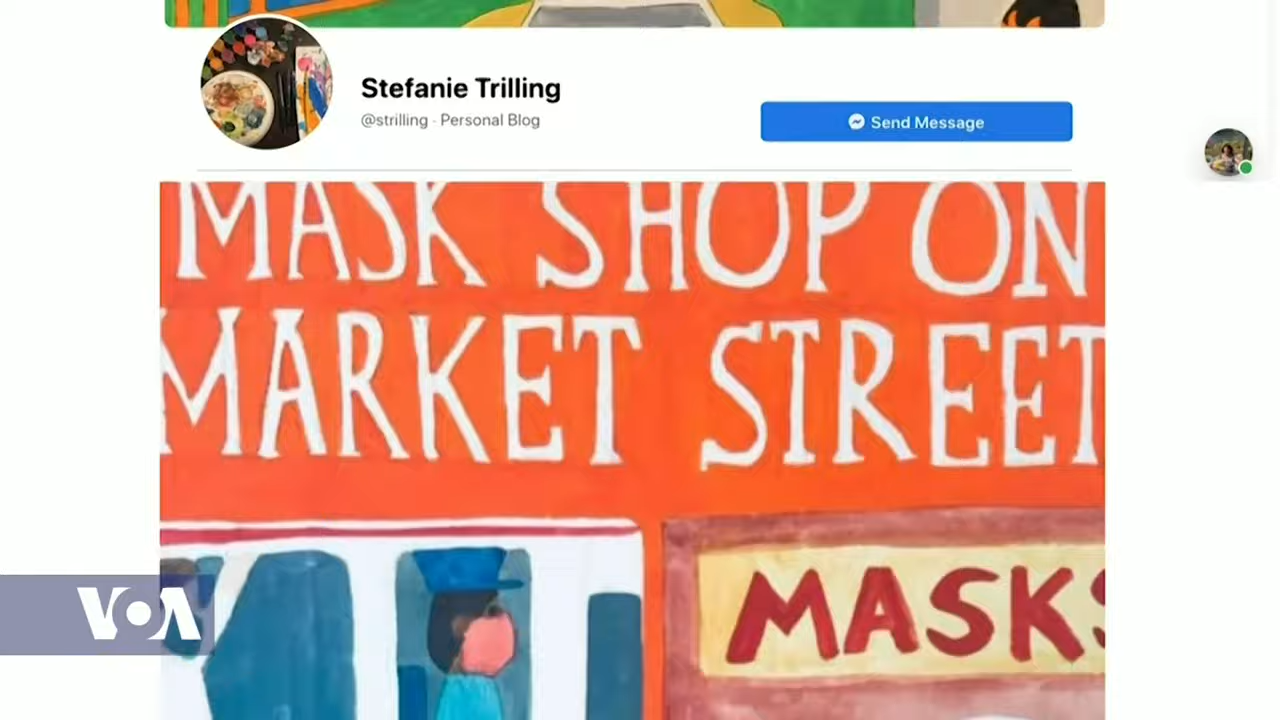 Stefanie Trilling
@strilling · Personal Blog
Send Message
MASK SHOP ON
MARKET STREET
MASKS
VOA